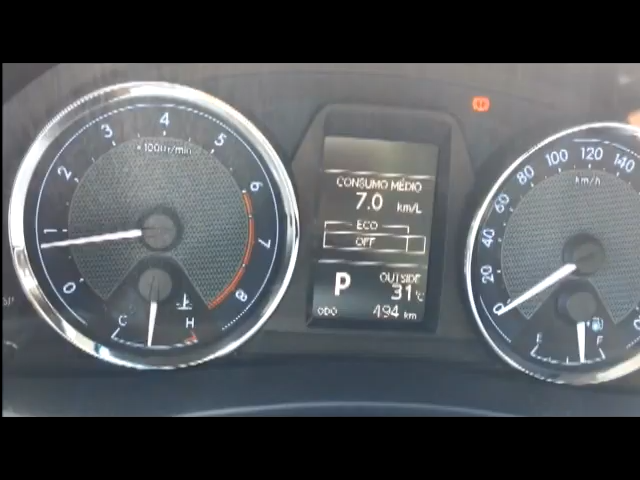 4
3
5
×1000r/min
2
6
1
7
0
8
C
H
CONSUMO MÉDIO
7.0 km/L
ECO
OFF
P
OUTSIDE
31°C
ODO 494 km
100 120 140
80
km/h
60
40
20
0
E
F